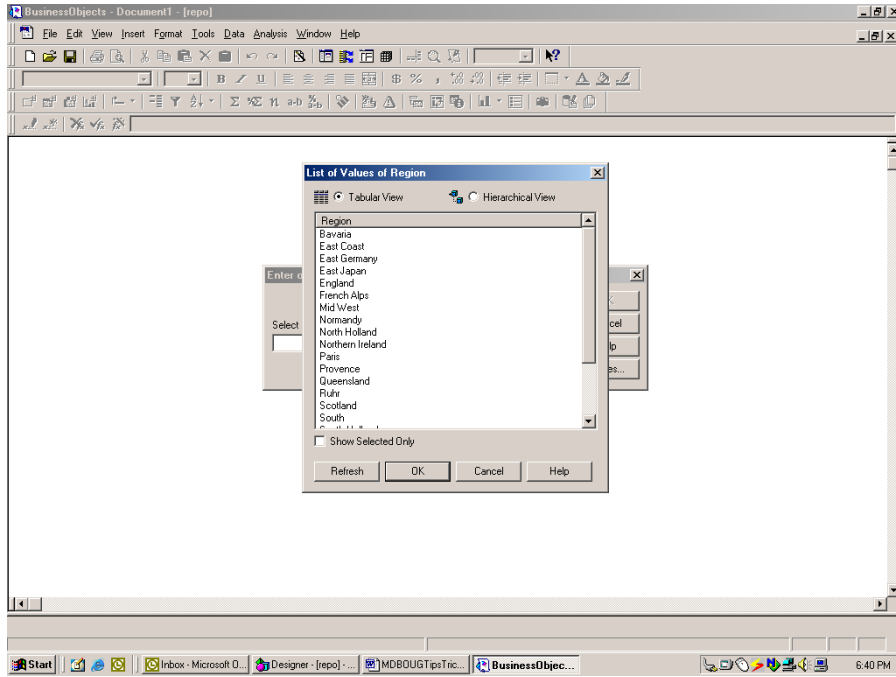 BusinessObjects - Document1 - [repo]
File Edit View Insert Format Tools Data Analysis Window Help
B I U $ % ,
List of Values of Region
Tabular View Hierarchical View
Region
Bavaria
East Coast
East Germany
East Japan
England
French Alps
Mid West
Normandy
North Holland
Northern Ireland
Paris
Provence
Queensland
Ruhr
Scotland
South
Enter
Select
Show Selected Only
Refresh OK Cancel Help
Start Inbox - Microsoft O... Designer - [repo] - ... MDBOUGTipsTric... BusinessObjec... 6:40 PM